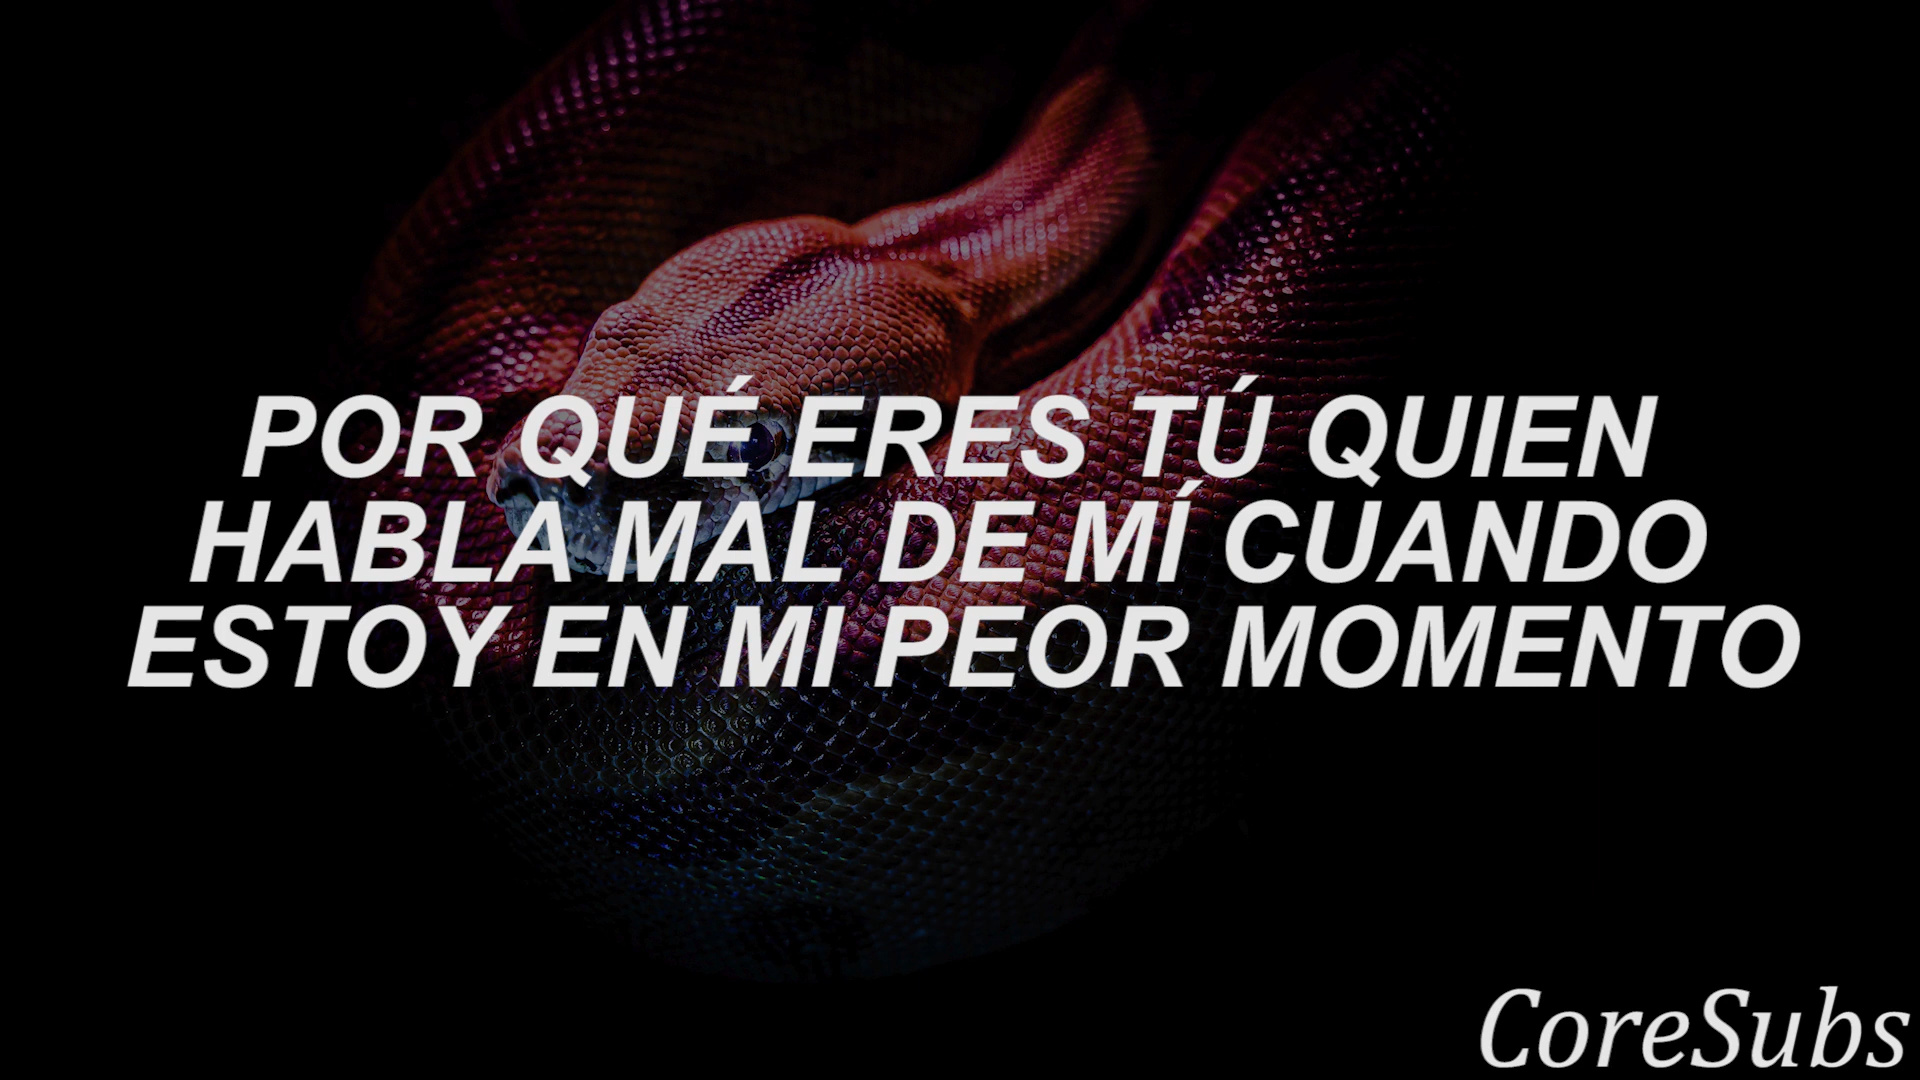 POR QUÉ ERES TÚ QUIEN
HABLA MAL DE MÍ CUANDO
ESTOY EN MI PEOR MOMENTO
CoreSubs